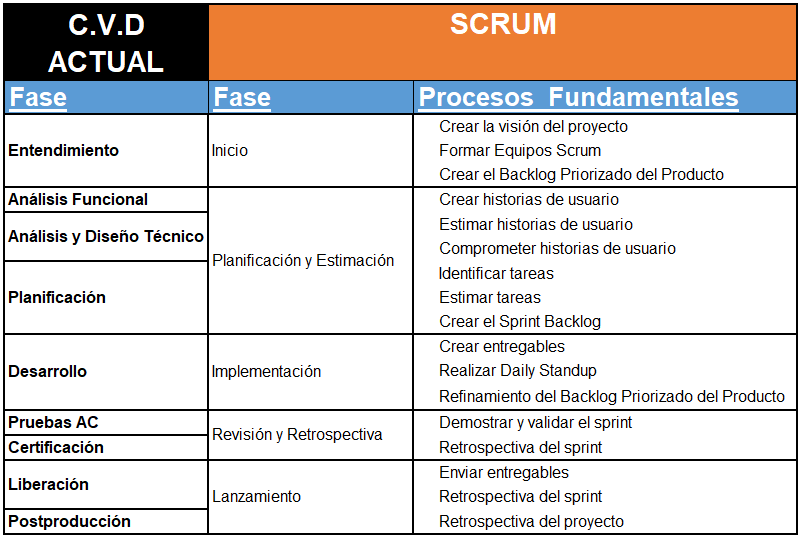 C.V.D
ACTUAL
SCRUM
Fase
Fase
Procesos Fundamentales
Entendimiento
Inicio
Crear la visión del proyecto
Formar Equipos Scrum
Crear el Backlog Priorizado del Producto
Análisis Funcional
Análisis y Diseño Técnico
Planificación
Planificación y Estimación
Crear historias de usuario
Estimar historias de usuario
Comprometer historias de usuario
Identificar tareas
Estimar tareas
Crear el Sprint Backlog
Desarrollo
Implementación
Crear entregables
Realizar Daily Standup
Refinamiento del Backlog Priorizado del Producto
Pruebas AC
Certificación
Revisión y Retrospectiva
Demostrar y validar el sprint
Retrospectiva del sprint
Liberación
Postproducción
Lanzamiento
Enviar entregables
Retrospectiva del sprint
Retrospectiva del proyecto